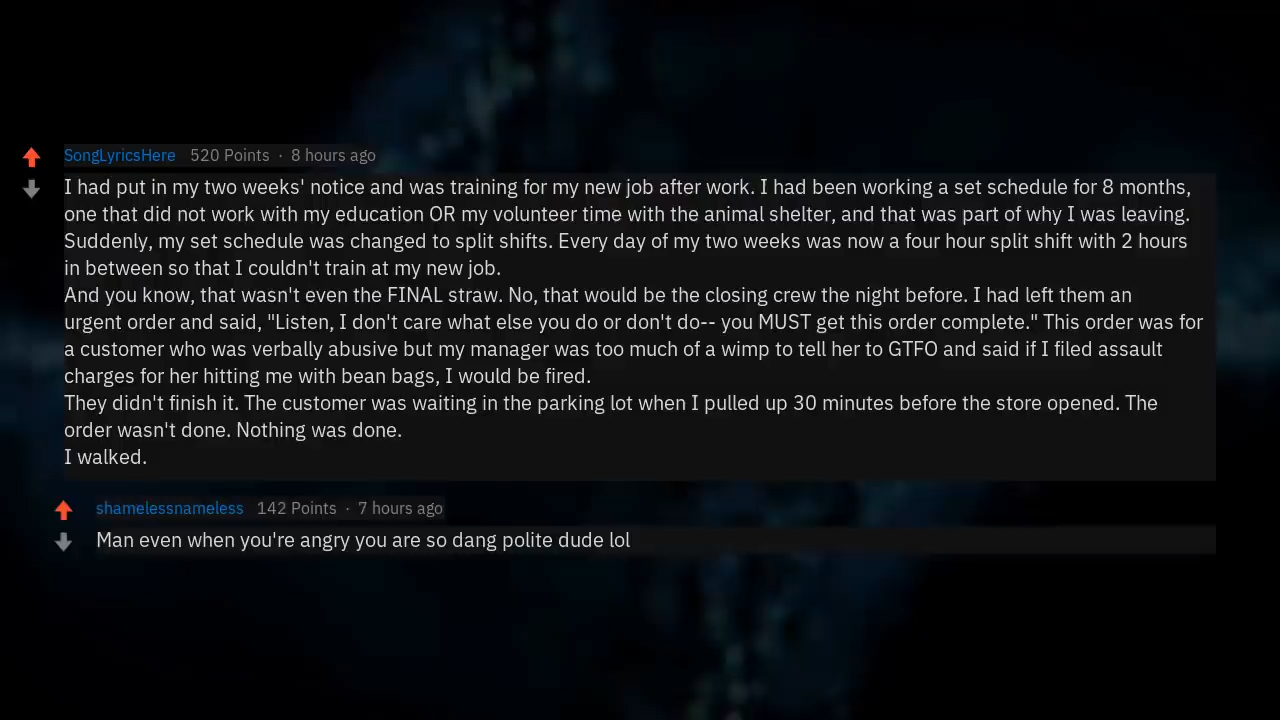 SongLyricsHere 520 Points · 8 hours ago
I had put in my two weeks' notice and was training for my new job after work. I had been working a set schedule for 8 months,
one that did not work with my education OR my volunteer time with the animal shelter, and that was part of why I was leaving.
Suddenly, my set schedule was changed to split shifts. Every day of my two weeks was now a four hour split shift with 2 hours
in between so that I couldn't train at my new job.
And you know, that wasn't even the FINAL straw. No, that would be the closing crew the night before. I had left them an
urgent order and said, "Listen, I don't care what else you do or don't do-- you MUST get this order complete." This order was for
a customer who was verbally abusive but my manager was too much of a wimp to tell her to GTFO and said if I filed assault
charges for her hitting me with bean bags, I would be fired.
They didn't finish it. The customer was waiting in the parking lot when I pulled up 30 minutes before the store opened. The
order wasn't done. Nothing was done.
I walked.
shamelessnameless 142 Points · 7 hours ago
Man even when you're angry you are so dang polite dude lol